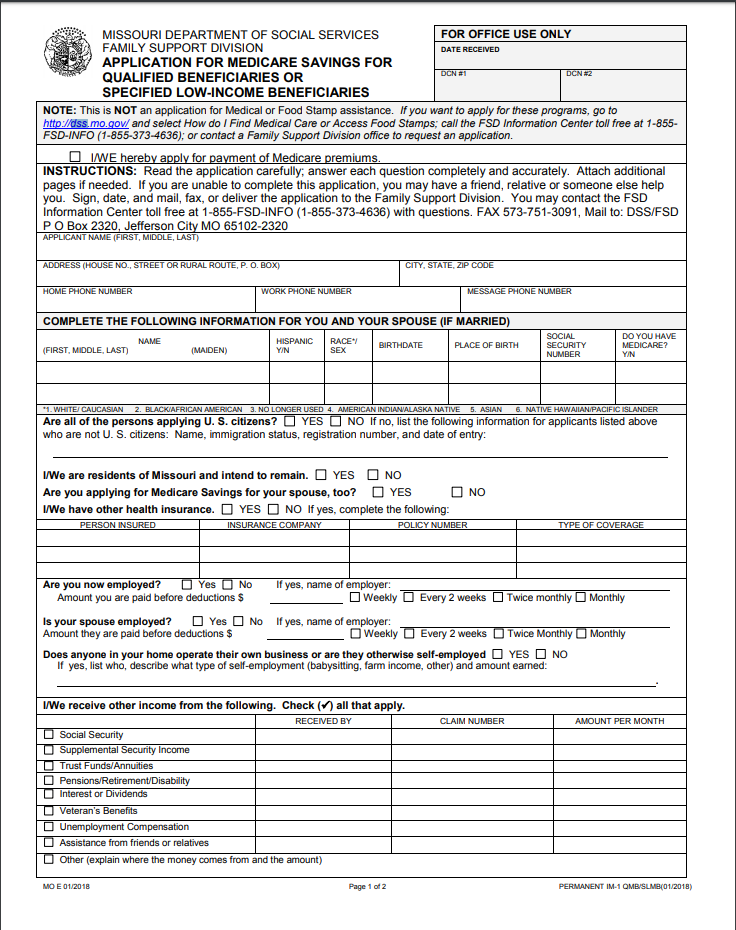 MISSOURI DEPARTMENT OF SOCIAL SERVICES
FAMILY SUPPORT DIVISION
APPLICATION FOR MEDICARE SAVINGS FOR
QUALIFIED BENEFICIARIES OR
SPECIFIED LOW-INCOME BENEFICIARIES
FOR OFFICE USE ONLY
DATE RECEIVED
DCN #1 DCN #2
NOTE: This is NOT an application for Medical or Food Stamp assistance. If you want to apply for these programs, go to
http://dss.mo.gov/ and select How do I Find Medical Care or Access Food Stamps; call the FSD Information Center toll free at 1-855-
FSD-INFO (1-855-373-4636); or contact a Family Support Division office to request an application.
I/WE hereby apply for payment of Medicare premiums.
INSTRUCTIONS: Read the application carefully; answer each question completely and accurately. Attach additional
pages if needed. If you are unable to complete this application, you may have a friend, relative or someone else help
you. Sign, date, and mail, fax, or deliver the application to the Family Support Division. You may contact the FSD
Information Center toll free at 1-855-FSD-INFO (1-855-373-4636) with questions. FAX 573-751-3091, Mail to: DSS/FSD
P O Box 2320, Jefferson City MO 65102-2320
APPLICANT NAME (FIRST, MIDDLE, LAST)
ADDRESS (HOUSE NO., STREET OR RURAL ROUTE, P. O. BOX) CITY, STATE, ZIP CODE
HOME PHONE NUMBER WORK PHONE NUMBER MESSAGE PHONE NUMBER
COMPLETE THE FOLLOWING INFORMATION FOR YOU AND YOUR SPOUSE (IF MARRIED)
NAME
(FIRST, MIDDLE, LAST) (MAIDEN)
HISPANIC
Y/N
RACE*/
SEX
BIRTHDATE
PLACE OF BIRTH
SOCIAL
SECURITY
NUMBER
DO YOU HAVE
MEDICARE?
Y/N
*1. WHITE/ CAUCASIAN 2. BLACK/AFRICAN AMERICAN 3. NO LONGER USED 4. AMERICAN INDIAN/ALASKA NATIVE 5. ASIAN 6. NATIVE HAWAIIAN/PACIFIC ISLANDER
Are all of the persons applying U. S. citizens? YES NO If no, list the following information for applicants listed above
who are not U. S. citizens: Name, immigration status, registration number, and date of entry:
I/We are residents of Missouri and intend to remain. YES NO
Are you applying for Medicare Savings for your spouse, too? YES NO
I/We have other health insurance. YES NO If yes, complete the following:
PERSON INSURED INSURANCE COMPANY POLICY NUMBER TYPE OF COVERAGE
Are you now employed? Yes No If yes, name of employer:
Amount you are paid before deductions $ Weekly Every 2 weeks Twice monthly Monthly
Is your spouse employed? Yes No If yes, name of employer:
Amount they are paid before deductions $ Weekly Every 2 weeks Twice Monthly Monthly
Does anyone in your home operate their own business or are they otherwise self-employed YES NO
If yes, list who, describe what type of self-employment (babysitting, farm income, other) and amount earned:
.
I/We receive other income from the following. Check (✓) all that apply.
RECEIVED BY CLAIM NUMBER AMOUNT PER MONTH
Social Security
Supplemental Security Income
Trust Funds/Annuities
Pensions/Retirement/Disability
Interest or Dividends
Veteran's Benefits
Unemployment Compensation
Assistance from friends or relatives
Other (explain where the money comes from and the amount)
MO E 01/2018 Page 1 of 2 PERMANENT IM-1 QMB/SLMB(01/2018)